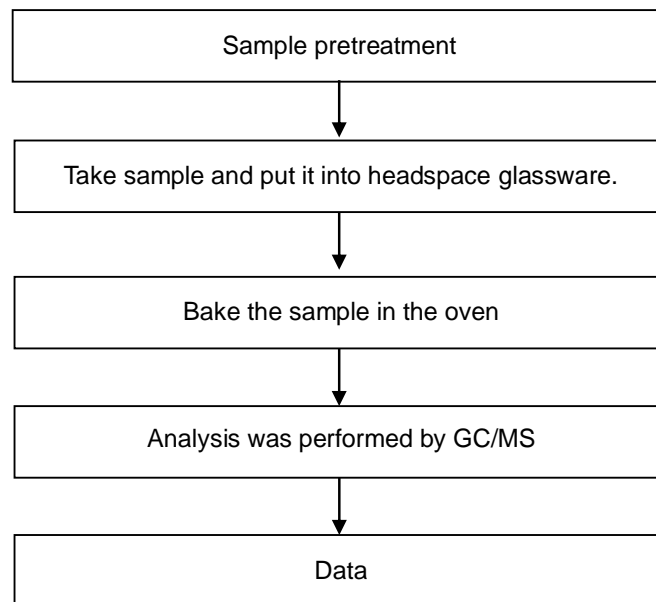 Sample pretreatment
Take sample and put it into headspace glassware.
Bake the sample in the oven
Analysis was performed by GC/MS
Data